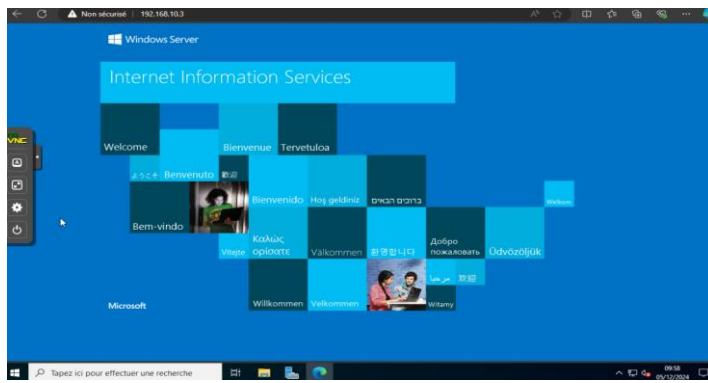 Non sécurisé 192.168.10.3
Windows Server
Internet Information Services
Welcome
Bienvenue
Tervetuloa
ようこそ
Benvenuto
歡迎
VNC
Bienvenido
Hoş geldiniz
ברוכים הבאים
Welkom
Bem-vindo
Vítejte
Καλώς
ορίσατε
Välkommen
환영합니다
Добро
пожаловать
Üdvözöljük
مرحبا
欢迎
Microsoft
Willkommen
Velkommen
Witamy
Tapez ici pour effectuer une recherche
09:58
05/12/2024